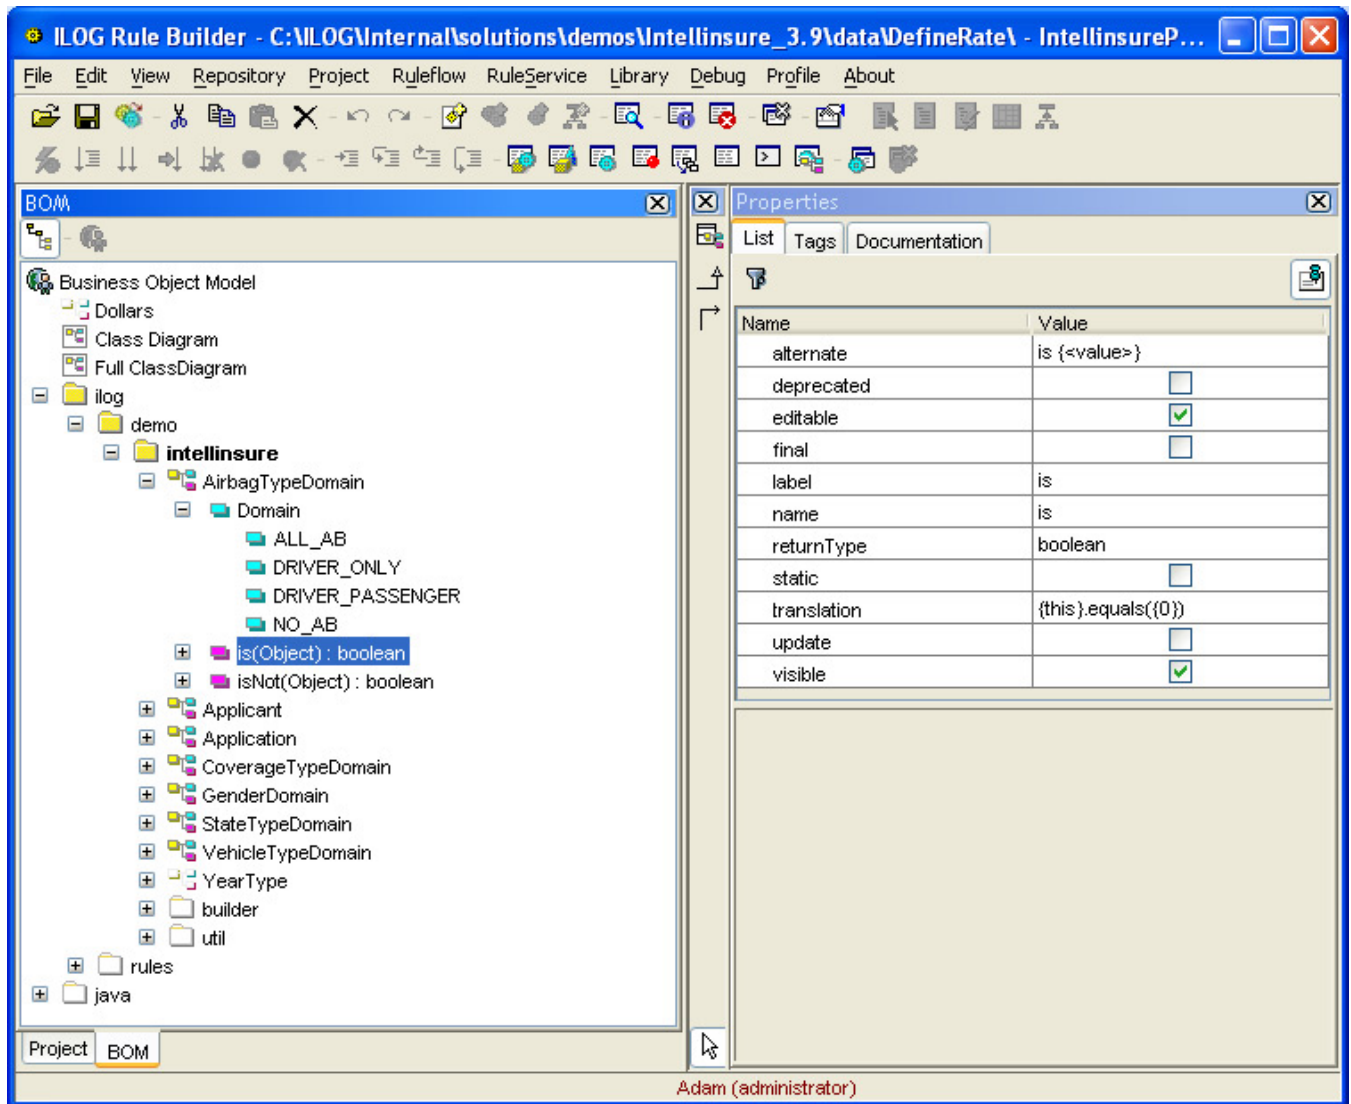 ILOG Rule Builder - C:\ILOG\Internal\solutions\demos\Intellinsure_3.9\data\DefineRate\ - IntellinsureP...
File Edit View Repository Project Ruleflow RuleService Library Debug Profile About
BOM
Business Object Model
Dollars
Class Diagram
Full ClassDiagram
ilog
demo
intellinsure
AirbagTypeDomain
Domain
ALL_AB
DRIVER_ONLY
DRIVER_PASSENGER
NO_AB
is(Object) : boolean
isNot(Object) : boolean
Applicant
Application
CoverageTypeDomain
GenderDomain
StateTypeDomain
VehicleTypeDomain
YearType
builder
util
rules
java
Project BOM
Properties
List Tags Documentation
Name Value
alternate is {<value>}
deprecated
editable
final
label is
name is
returnType boolean
static
translation {this}.equals({0})
update
visible
Adam (administrator)